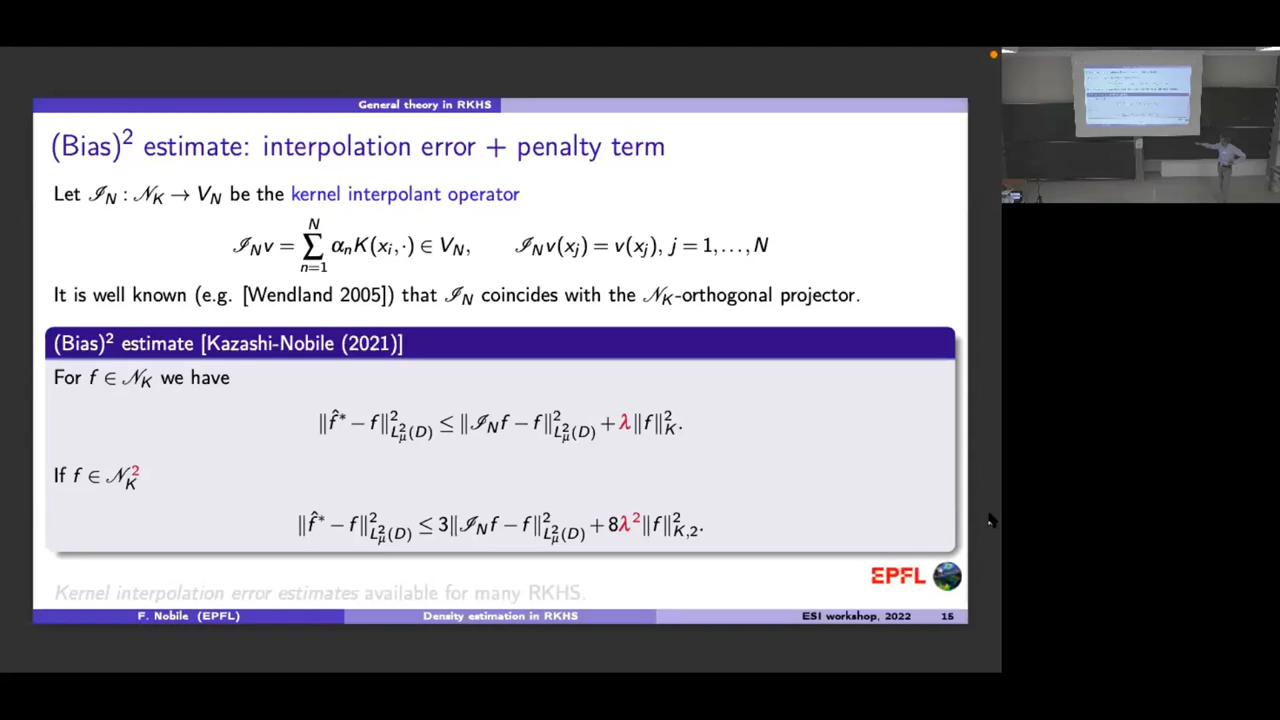 General theory in RKHS
(Bias)² estimate: interpolation error + penalty term
Let ℐ_N : 𝒩_K → V_N be the kernel interpolant operator
ℐ_N v = ∑_{n=1}^{N} α_n K(x_i, ·) ∈ V_N,    ℐ_N v(x_j) = v(x_j), j = 1, …, N
It is well known (e.g. [Wendland 2005]) that ℐ_N coincides with the 𝒩_K-orthogonal projector.
(Bias)² estimate [Kazashi-Nobile (2021)]
For f ∈ 𝒩_K we have
‖f̂* − f‖²_{L²_μ(D)} ≤ ‖ℐ_N f − f‖²_{L²_μ(D)} + λ‖f‖²_K.
If f ∈ 𝒩_K²
‖f̂* − f‖²_{L²_μ(D)} ≤ 3‖ℐ_N f − f‖²_{L²_μ(D)} + 8λ²‖f‖²_{K,2}.
EPFL
Kernel interpolation error estimates available for many RKHS.
F. Nobile (EPFL) Density estimation in RKHS ESI workshop, 2022 15